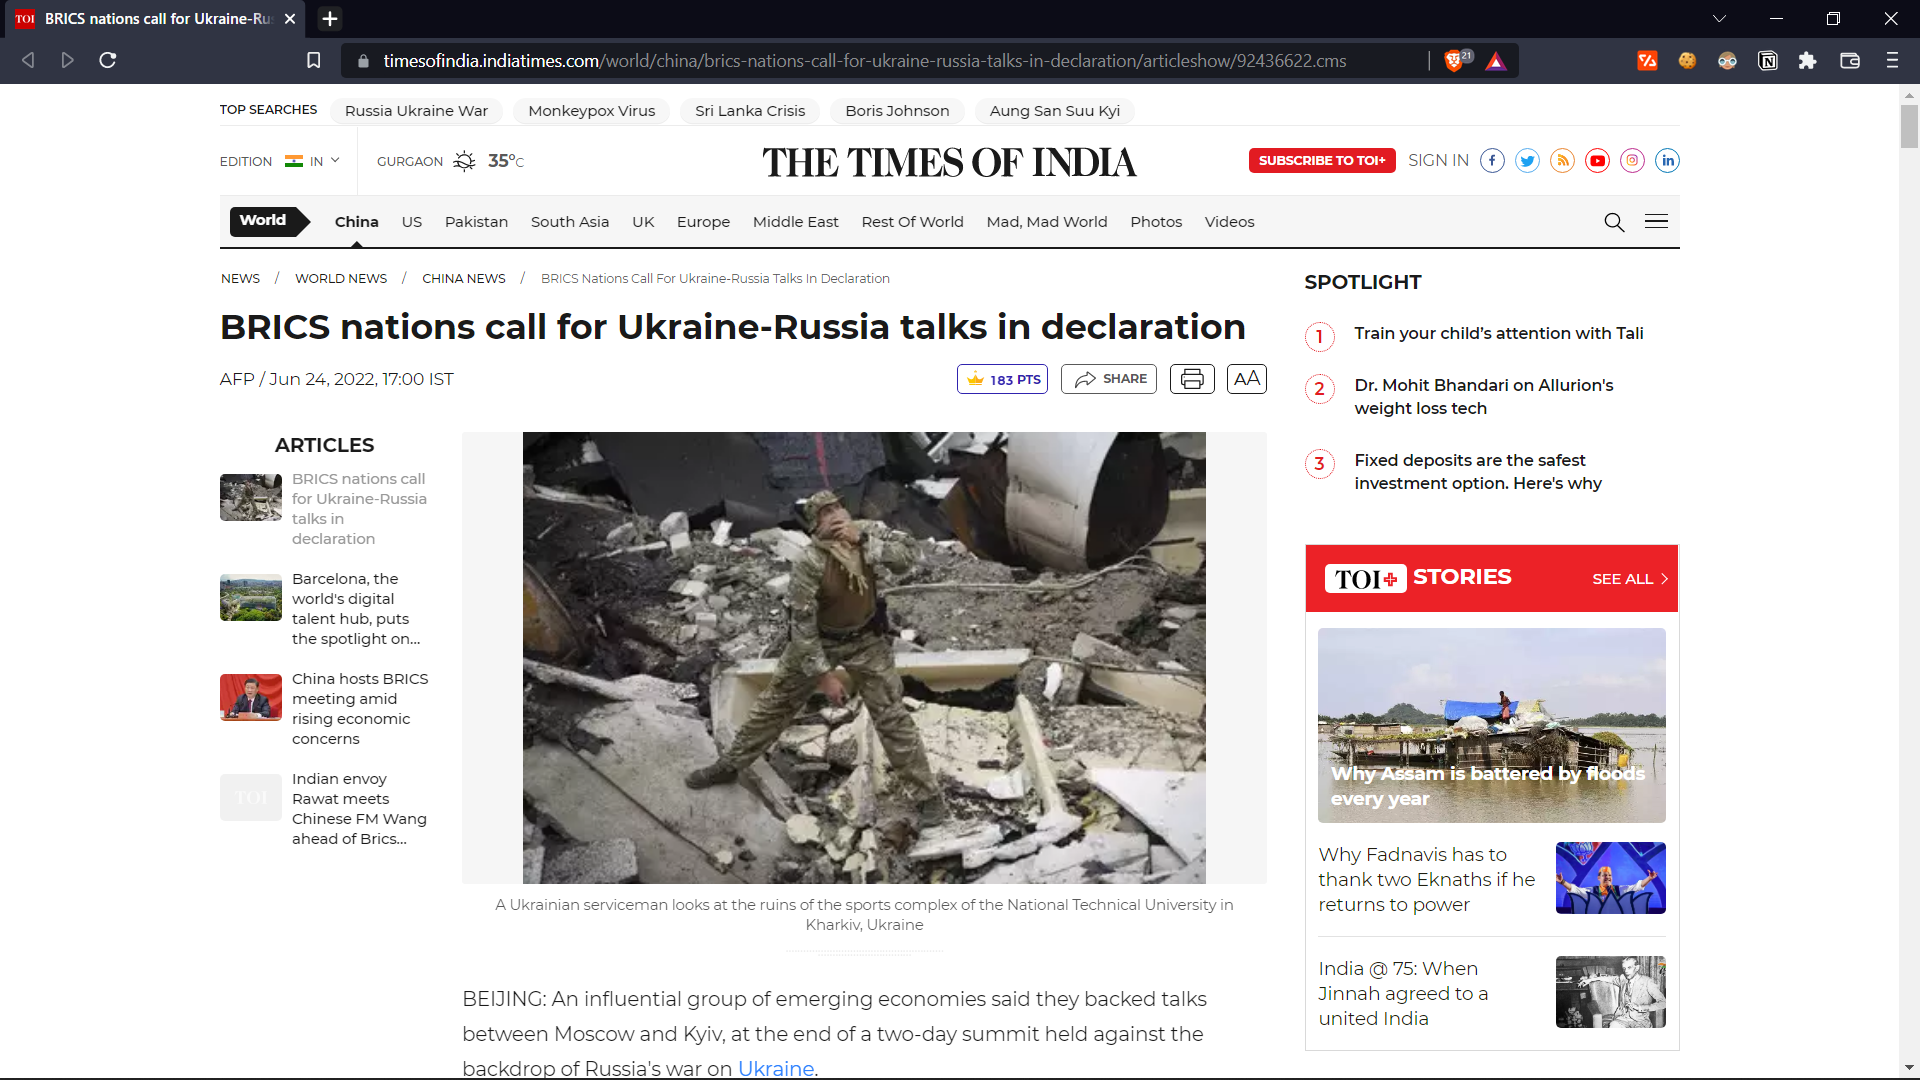 TOI BRICS nations call for Ukraine-Ru
timesofindia.indiatimes.com/world/china/brics-nations-call-for-ukraine-russia-talks-in-declaration/articleshow/92436622.cms
21
TOP SEARCHES Russia Ukraine War Monkeypox Virus Sri Lanka Crisis Boris Johnson Aung San Suu Kyi
EDITION IN GURGAON 35°C
THE TIMES OF INDIA
SUBSCRIBE TO TOI+ SIGN IN
World China US Pakistan South Asia UK Europe Middle East Rest Of World Mad, Mad World Photos Videos
NEWS / WORLD NEWS / CHINA NEWS / BRICS Nations Call For Ukraine-Russia Talks In Declaration
BRICS nations call for Ukraine-Russia talks in declaration
AFP / Jun 24, 2022, 17:00 IST
183 PTS SHARE AA
ARTICLES
BRICS nations call
for Ukraine-Russia
talks in
declaration
Barcelona, the
world's digital
talent hub, puts
the spotlight on...
China hosts BRICS
meeting amid
rising economic
concerns
TOI
Indian envoy
Rawat meets
Chinese FM Wang
ahead of Brics...
A Ukrainian serviceman looks at the ruins of the sports complex of the National Technical University in
Kharkiv, Ukraine
BEIJING: An influential group of emerging economies said they backed talks
between Moscow and Kyiv, at the end of a two-day summit held against the
backdrop of Russia's war on Ukraine.
SPOTLIGHT
1 Train your child's attention with Tali
2 Dr. Mohit Bhandari on Allurion's
weight loss tech
3 Fixed deposits are the safest
investment option. Here's why
TOI+ STORIES SEE ALL
Why Assam is battered by floods
every year
Why Fadnavis has to
thank two Eknaths if he
returns to power
India @ 75: When
Jinnah agreed to a
united India